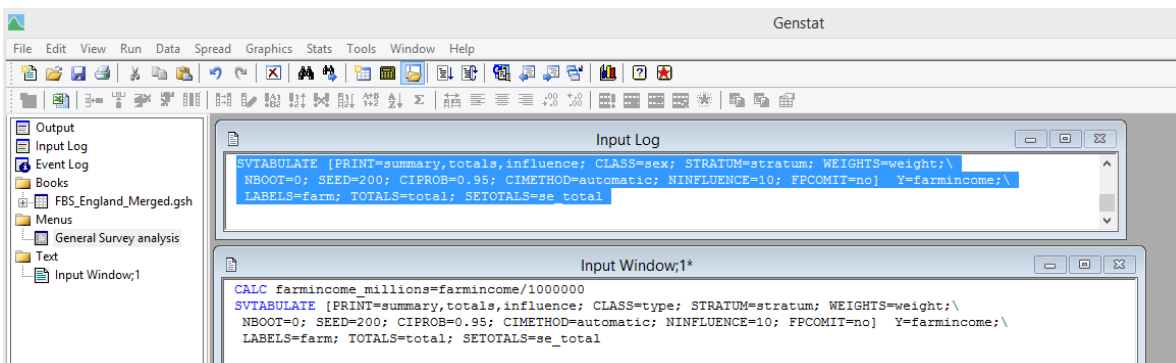 Genstat
File Edit View Run Data Spread Graphics Stats Tools Window Help
Output
Input Log
Event Log
Books
FBS_England_Merged.gsh
Menus
General Survey analysis
Text
Input Window;1
Input Log
SVTABULATE [PRINT=summary,totals,influence; CLASS=sex; STRATUM=stratum; WEIGHTS=weight;\
NBOOT=0; SEED=200; CIPROB=0.95; CIMETHOD=automatic; NINFLUENCE=10; FPCOMIT=no] Y=farmincome;\
LABELS=farm; TOTALS=total; SETOTALS=se_total
Input Window;1*
CALC farmincome_millions=farmincome/1000000
SVTABULATE [PRINT=summary,totals,influence; CLASS=type; STRATUM=stratum; WEIGHTS=weight;\
NBOOT=0; SEED=200; CIPROB=0.95; CIMETHOD=automatic; NINFLUENCE=10; FPCOMIT=no] Y=farmincome;\
LABELS=farm; TOTALS=total; SETOTALS=se_total